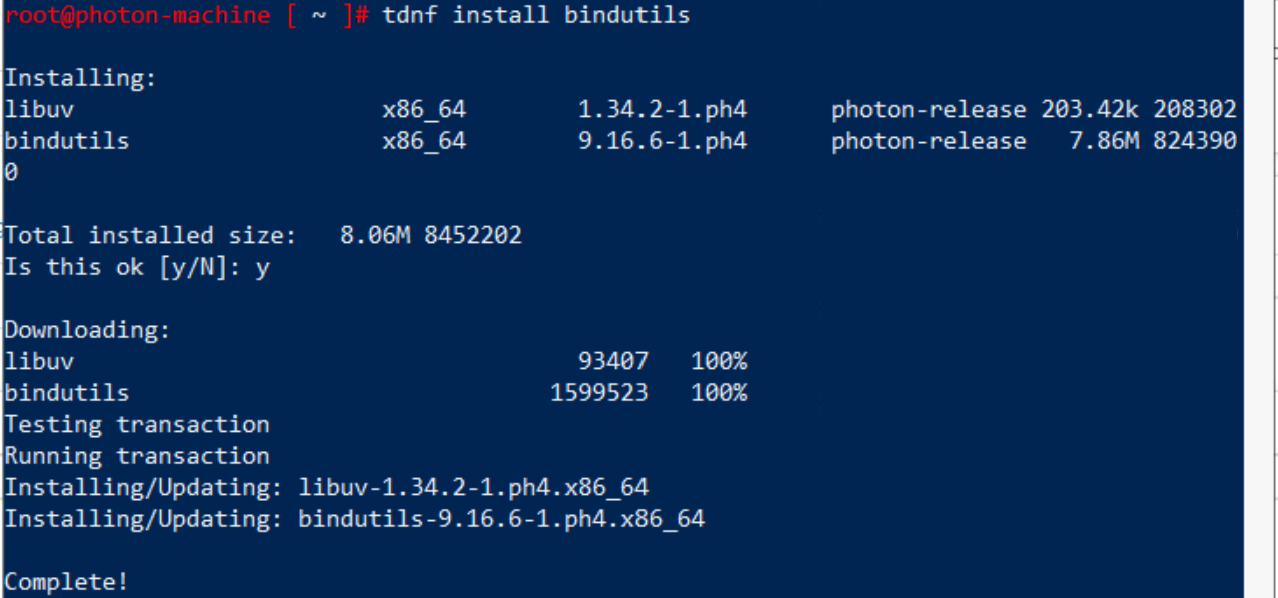 root@photon-machine [ ~ ]# tdnf install bindutils
Installing:
libuv                      x86_64        1.34.2-1.ph4      photon-release 203.42k 208302
bindutils                  x86_64        9.16.6-1.ph4      photon-release   7.86M 824390
0
Total installed size:   8.06M 8452202
Is this ok [y/N]: y
Downloading:
libuv                                    93407   100%
bindutils                              1599523   100%
Testing transaction
Running transaction
Installing/Updating: libuv-1.34.2-1.ph4.x86_64
Installing/Updating: bindutils-9.16.6-1.ph4.x86_64
Complete!